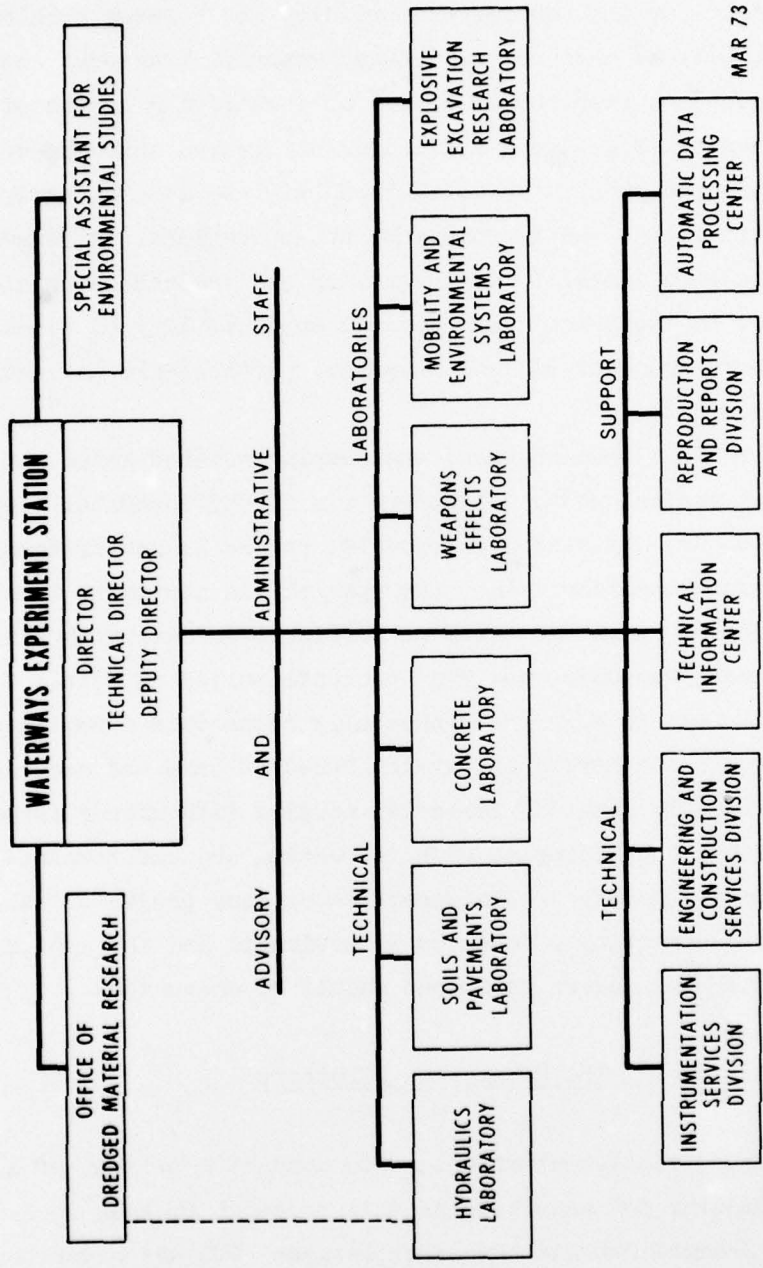 WATERWAYS EXPERIMENT STATION
DIRECTOR
TECHNICAL DIRECTOR
DEPUTY DIRECTOR
OFFICE OF
DREDGED MATERIAL RESEARCH
SPECIAL ASSISTANT FOR
ENVIRONMENTAL STUDIES
ADVISORY AND ADMINISTRATIVE STAFF
TECHNICAL ABORATORIES
HYDRAULICS
LABORATORY
SOILS AND
PAVEMENTS
LABORATORY
CONCRETE
LABORATORY
WEAPONS
EFFECTS
LABORATORY
MOBILITY AND
ENVIRONMENTAL
SYSTEMS
LABORATORY
EXPLOSIVE
EXCAVATION
RESEARCH
LABORATORY
TECHNICAL SUPPORT
INSTRUMENTATION
SERVICES
DIVISION
ENGINEERING AND
CONSTRUCTION
SERVICES DIVISION
TECHNICAL
INFORMATION
CENTER
REPRODUCTION
AND REPORTS
DIVISION
AUTOMATIC DATA
PROCESSING
CENTER
MAR 73